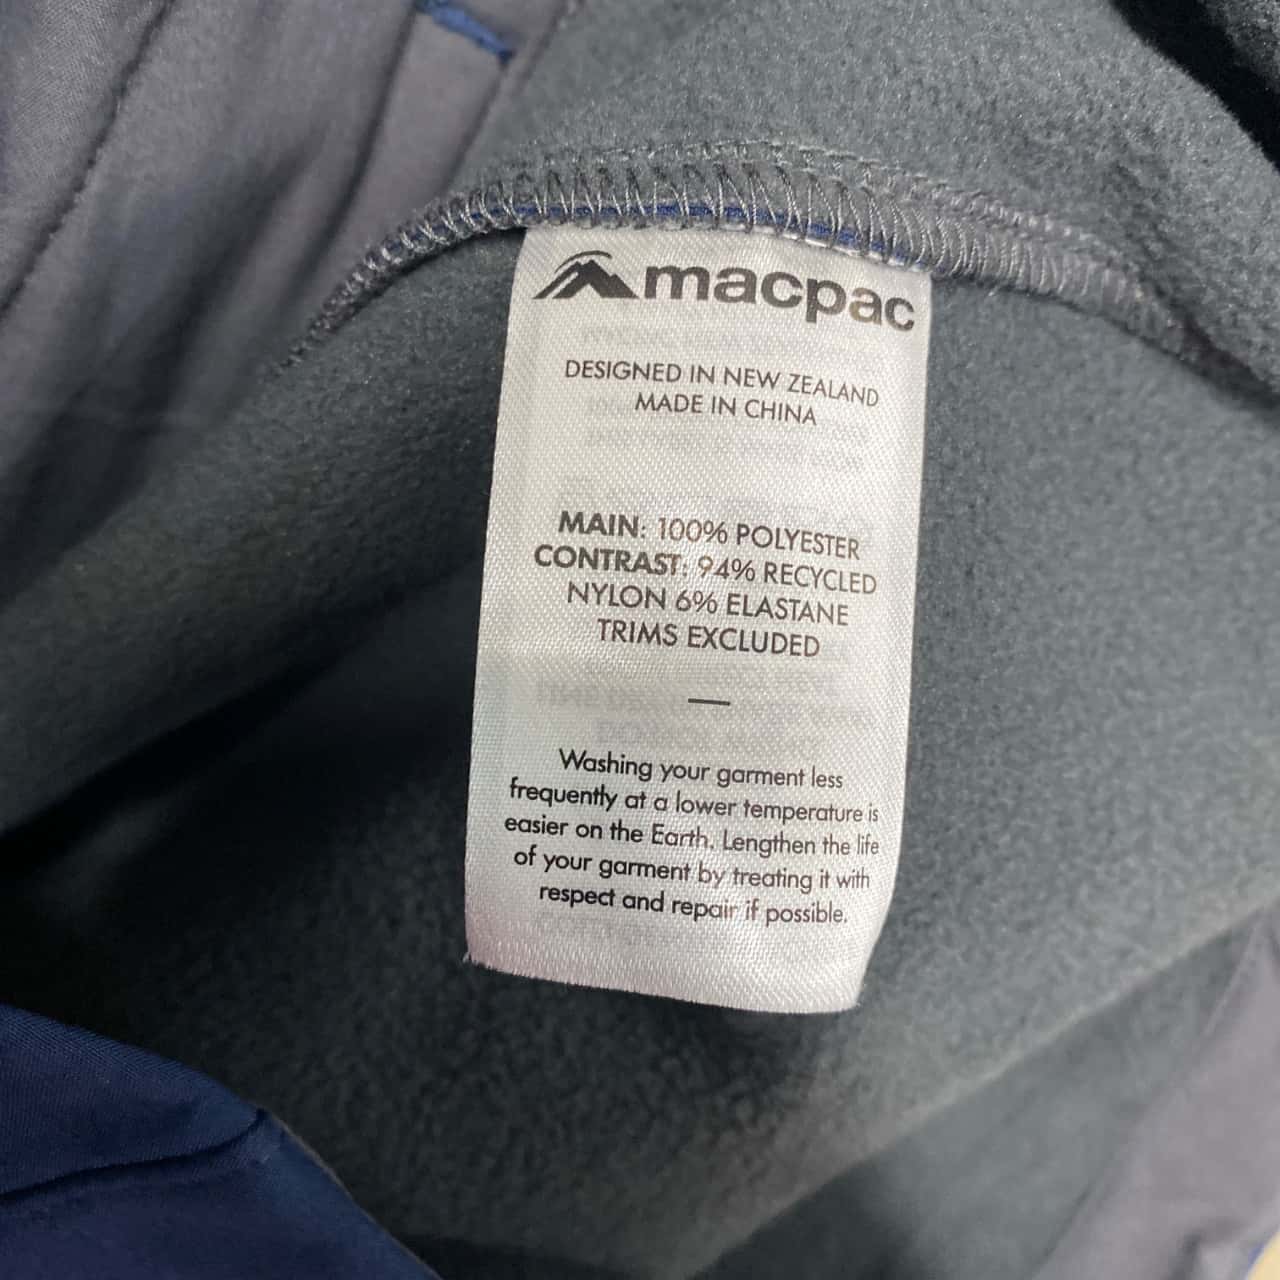 macpac
DESIGNED IN NEW ZEALAND
MADE IN CHINA
MAIN: 100% POLYESTER
CONTRAST: 94% RECYCLED
NYLON 6% ELASTANE
TRIMS EXCLUDED
Washing your garment less
frequently at a lower temperature is
easier on the Earth. Lengthen the life
of your garment by treating it with
respect and repair if possible.